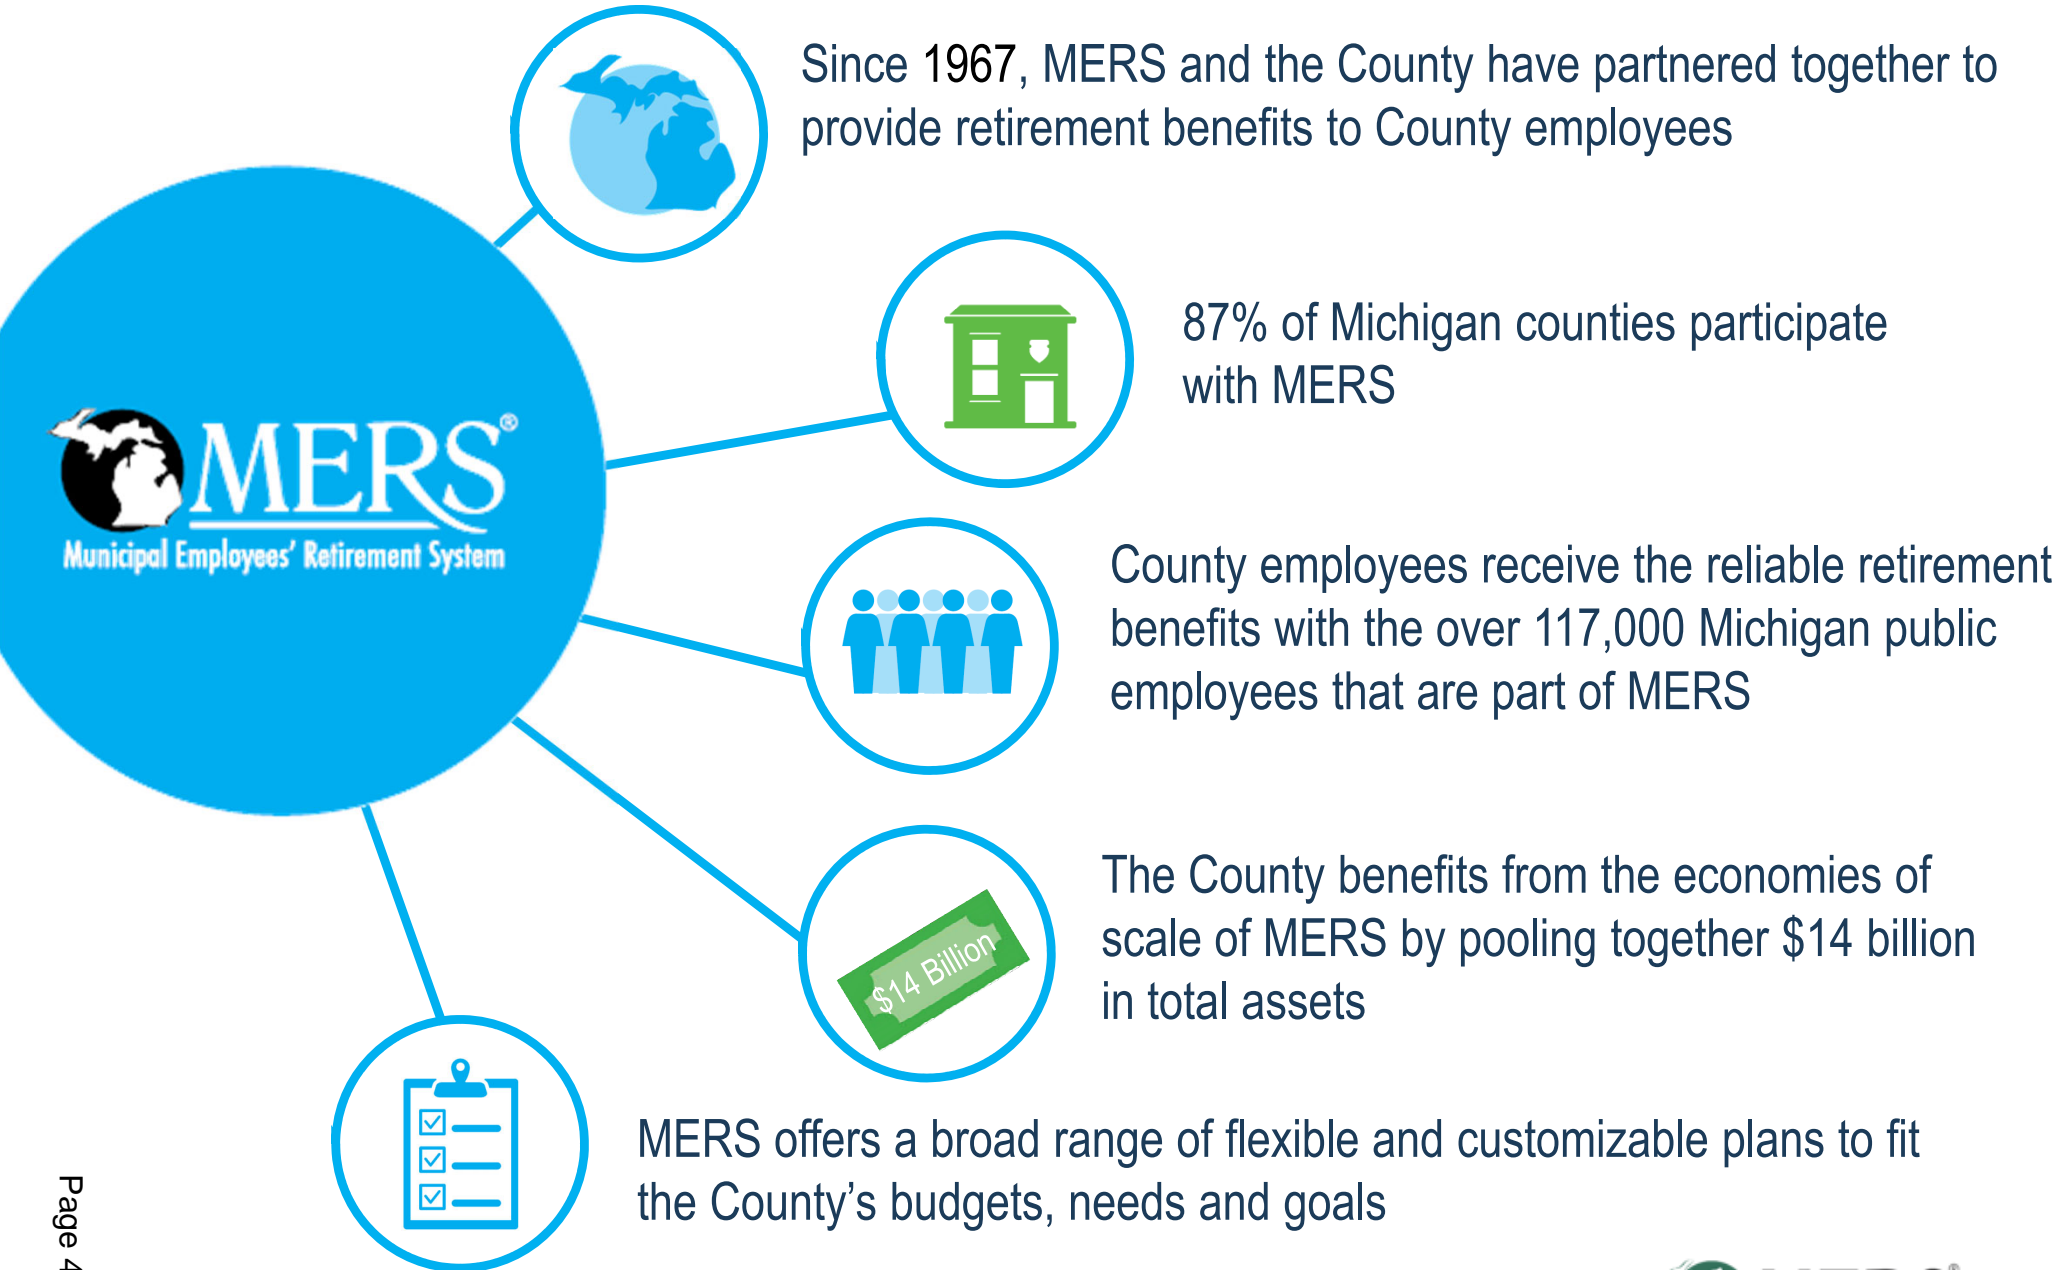 Since 1967, MERS and the County have partnered together to
provide retirement benefits to County employees
87% of Michigan counties participate
with MERS
MERS®
Municipal Employees' Retirement System
County employees receive the reliable retirement
benefits with the over 117,000 Michigan public
employees that are part of MERS
The County benefits from the economies of
scale of MERS by pooling together $14 billion
in total assets
$14 Billion
MERS offers a broad range of flexible and customizable plans to fit
the County’s budgets, needs and goals
Page 4
MERS®